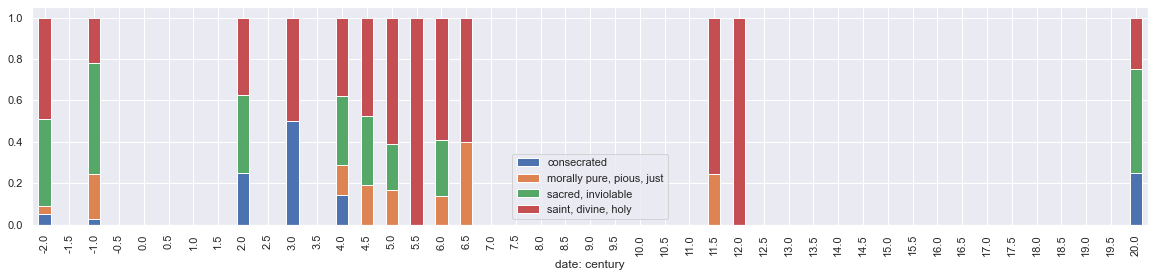 1.0
0.8
0.6
0.4
0.2
0.0
consecrated
morally pure, pious, just
sacred, inviolable
saint, divine, holy
-2.0 -1.5 -1.0 -0.5 0.0 0.5 1.0 1.5 2.0 2.5 3.0 3.5 4.0 4.5 5.0 5.5 6.0 6.5 7.0 7.5 8.0 8.5 9.0 9.5 10.0 10.5 11.0 11.5 12.0 12.5 13.0 13.5 14.0 14.5 15.0 15.5 16.0 16.5 17.0 17.5 18.0 18.5 19.0 19.5 20.0
date: century